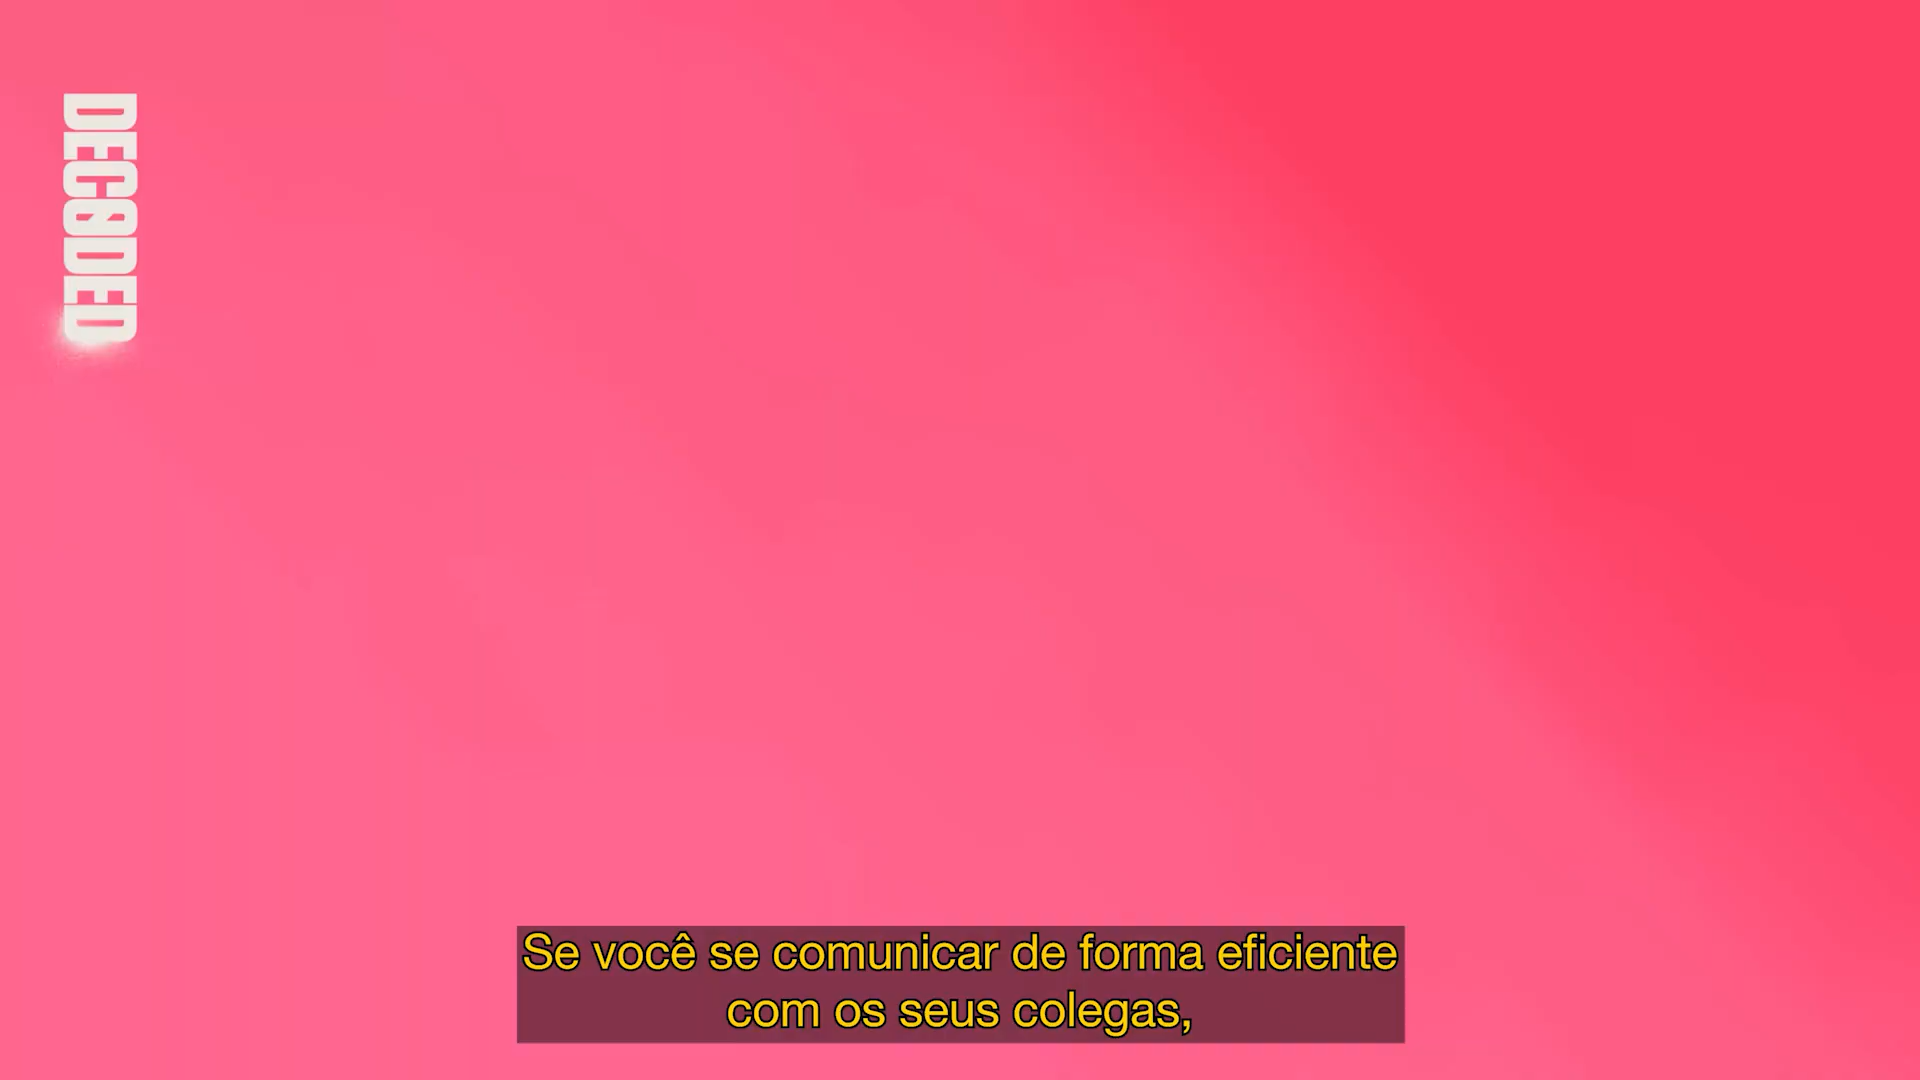 DECODED
Se você se comunicar de forma eficiente
com os seus colegas,